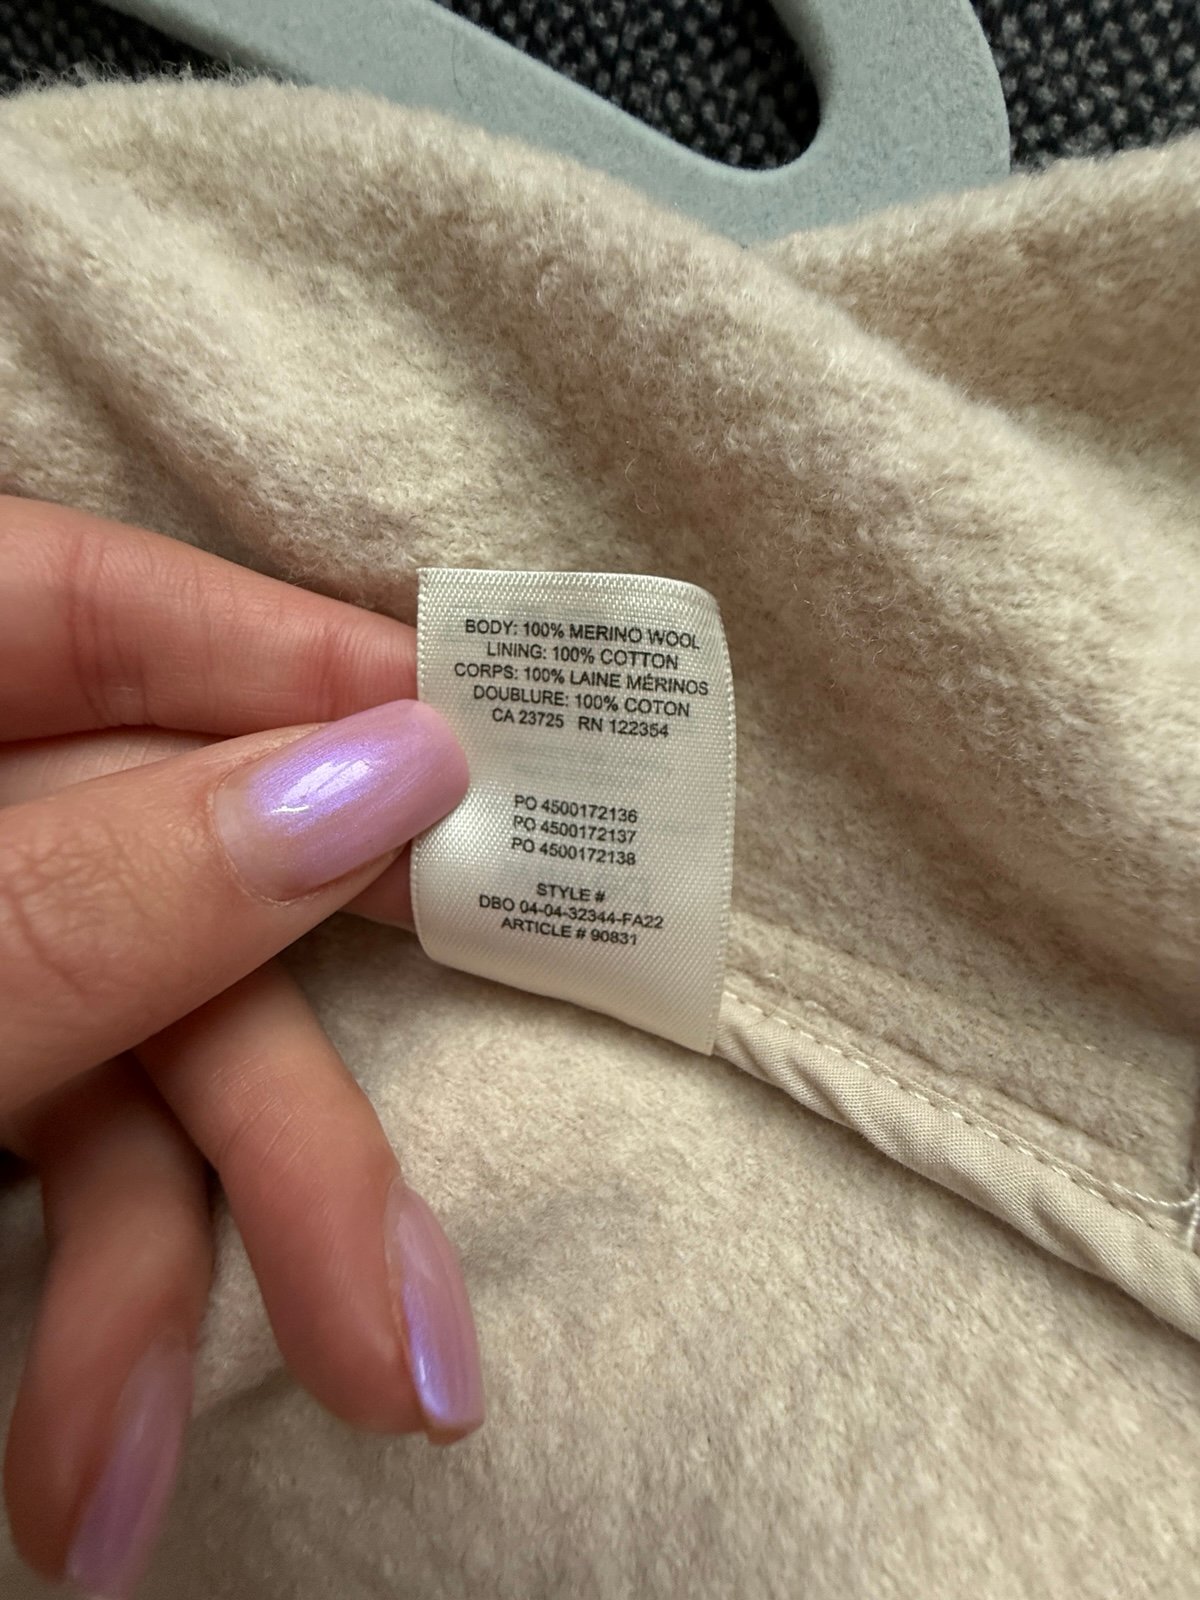 BODY: 100% MERINO WOOL
LINING: 100% COTTON
CORPS: 100% LAINE MÉRINOS
DOUBLURE: 100% COTON
CA 23725 RN 122354
PO 4500172136
PO 4500172137
PO 4500172138
STYLE #
DBO 04-04-32344-FA22
ARTICLE # 90831